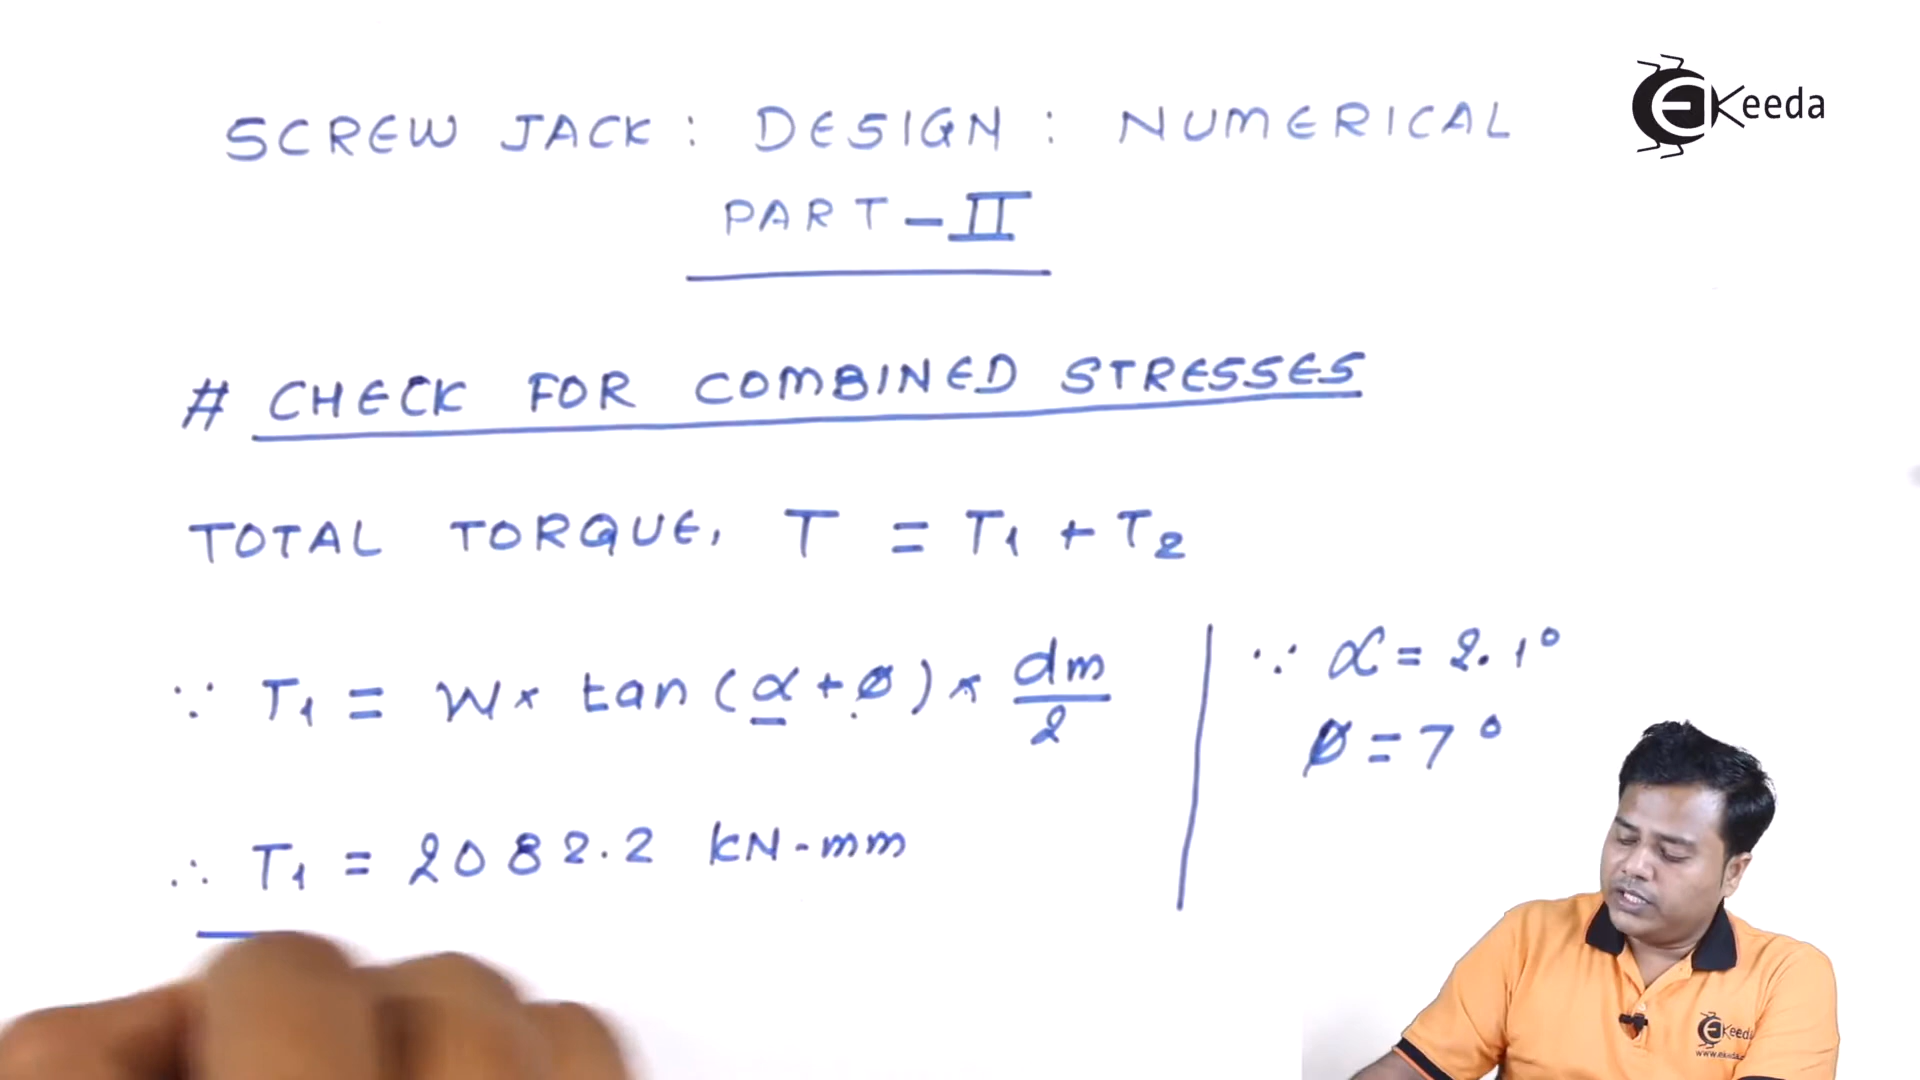 EKeeda
SCREW JACK : DESIGN : NUMERICAL
PART - II
# CHECK FOR COMBINED STRESSES
TOTAL TORQUE, T = T1 + T2
∵ T1 = W × tan (α + ø) × dm/2
∵ α = 2.1°
ø = 7°
∴ T1 = 2082.2 kN-mm
EKeeda